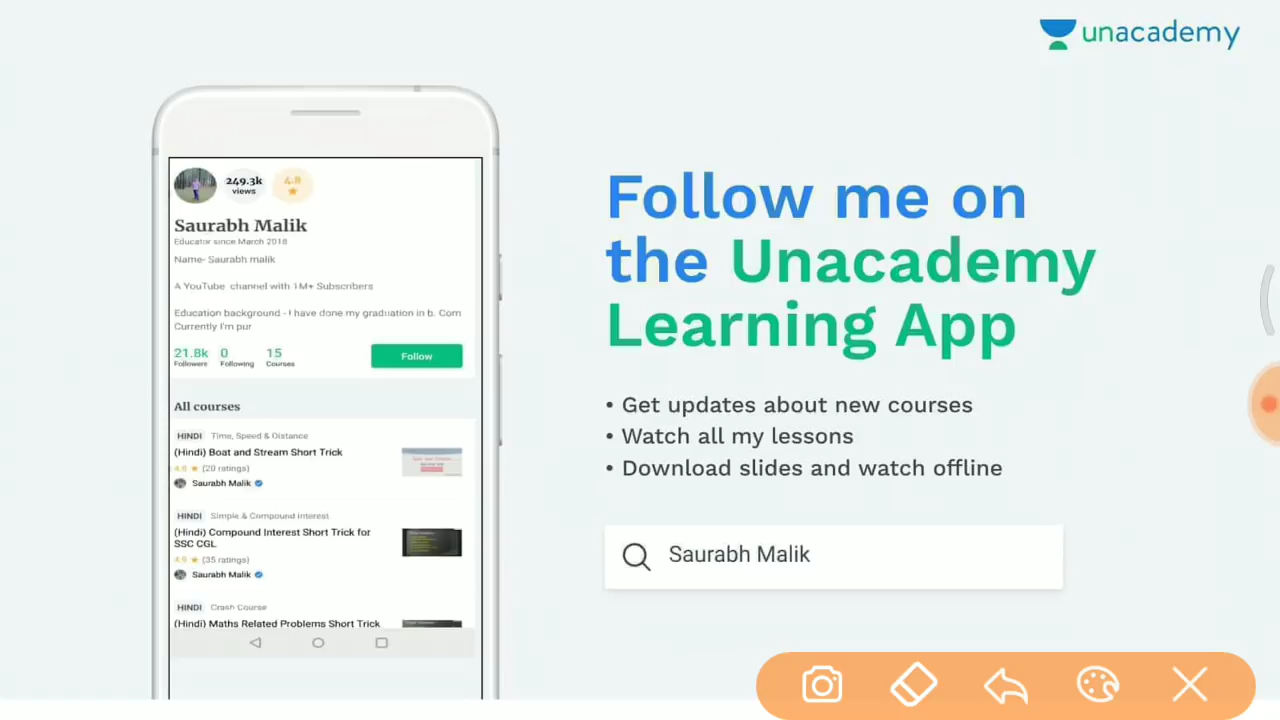 unacademy
249.3k
views
4.8
Saurabh Malik
Educator since March 2018
Name- Saurabh malik
A YouTube channel with 1M+ Subscribers
Education background - I have done my graduation in b. Com
Currently I'm pur
21.8k 0 15
Followers Following Courses
Follow
All courses
HINDI Time, Speed & Distance
(Hindi) Boat and Stream Short Trick
4.8 ★ (20 ratings)
Saurabh Malik
HINDI Simple & Compound Interest
(Hindi) Compound Interest Short Trick for
SSC CGL
4.9 ★ (35 ratings)
Saurabh Malik
HINDI Crash Course
(Hindi) Maths Related Problems Short Trick
Follow me on
the Unacademy
Learning App
• Get updates about new courses
• Watch all my lessons
• Download slides and watch offline
Saurabh Malik